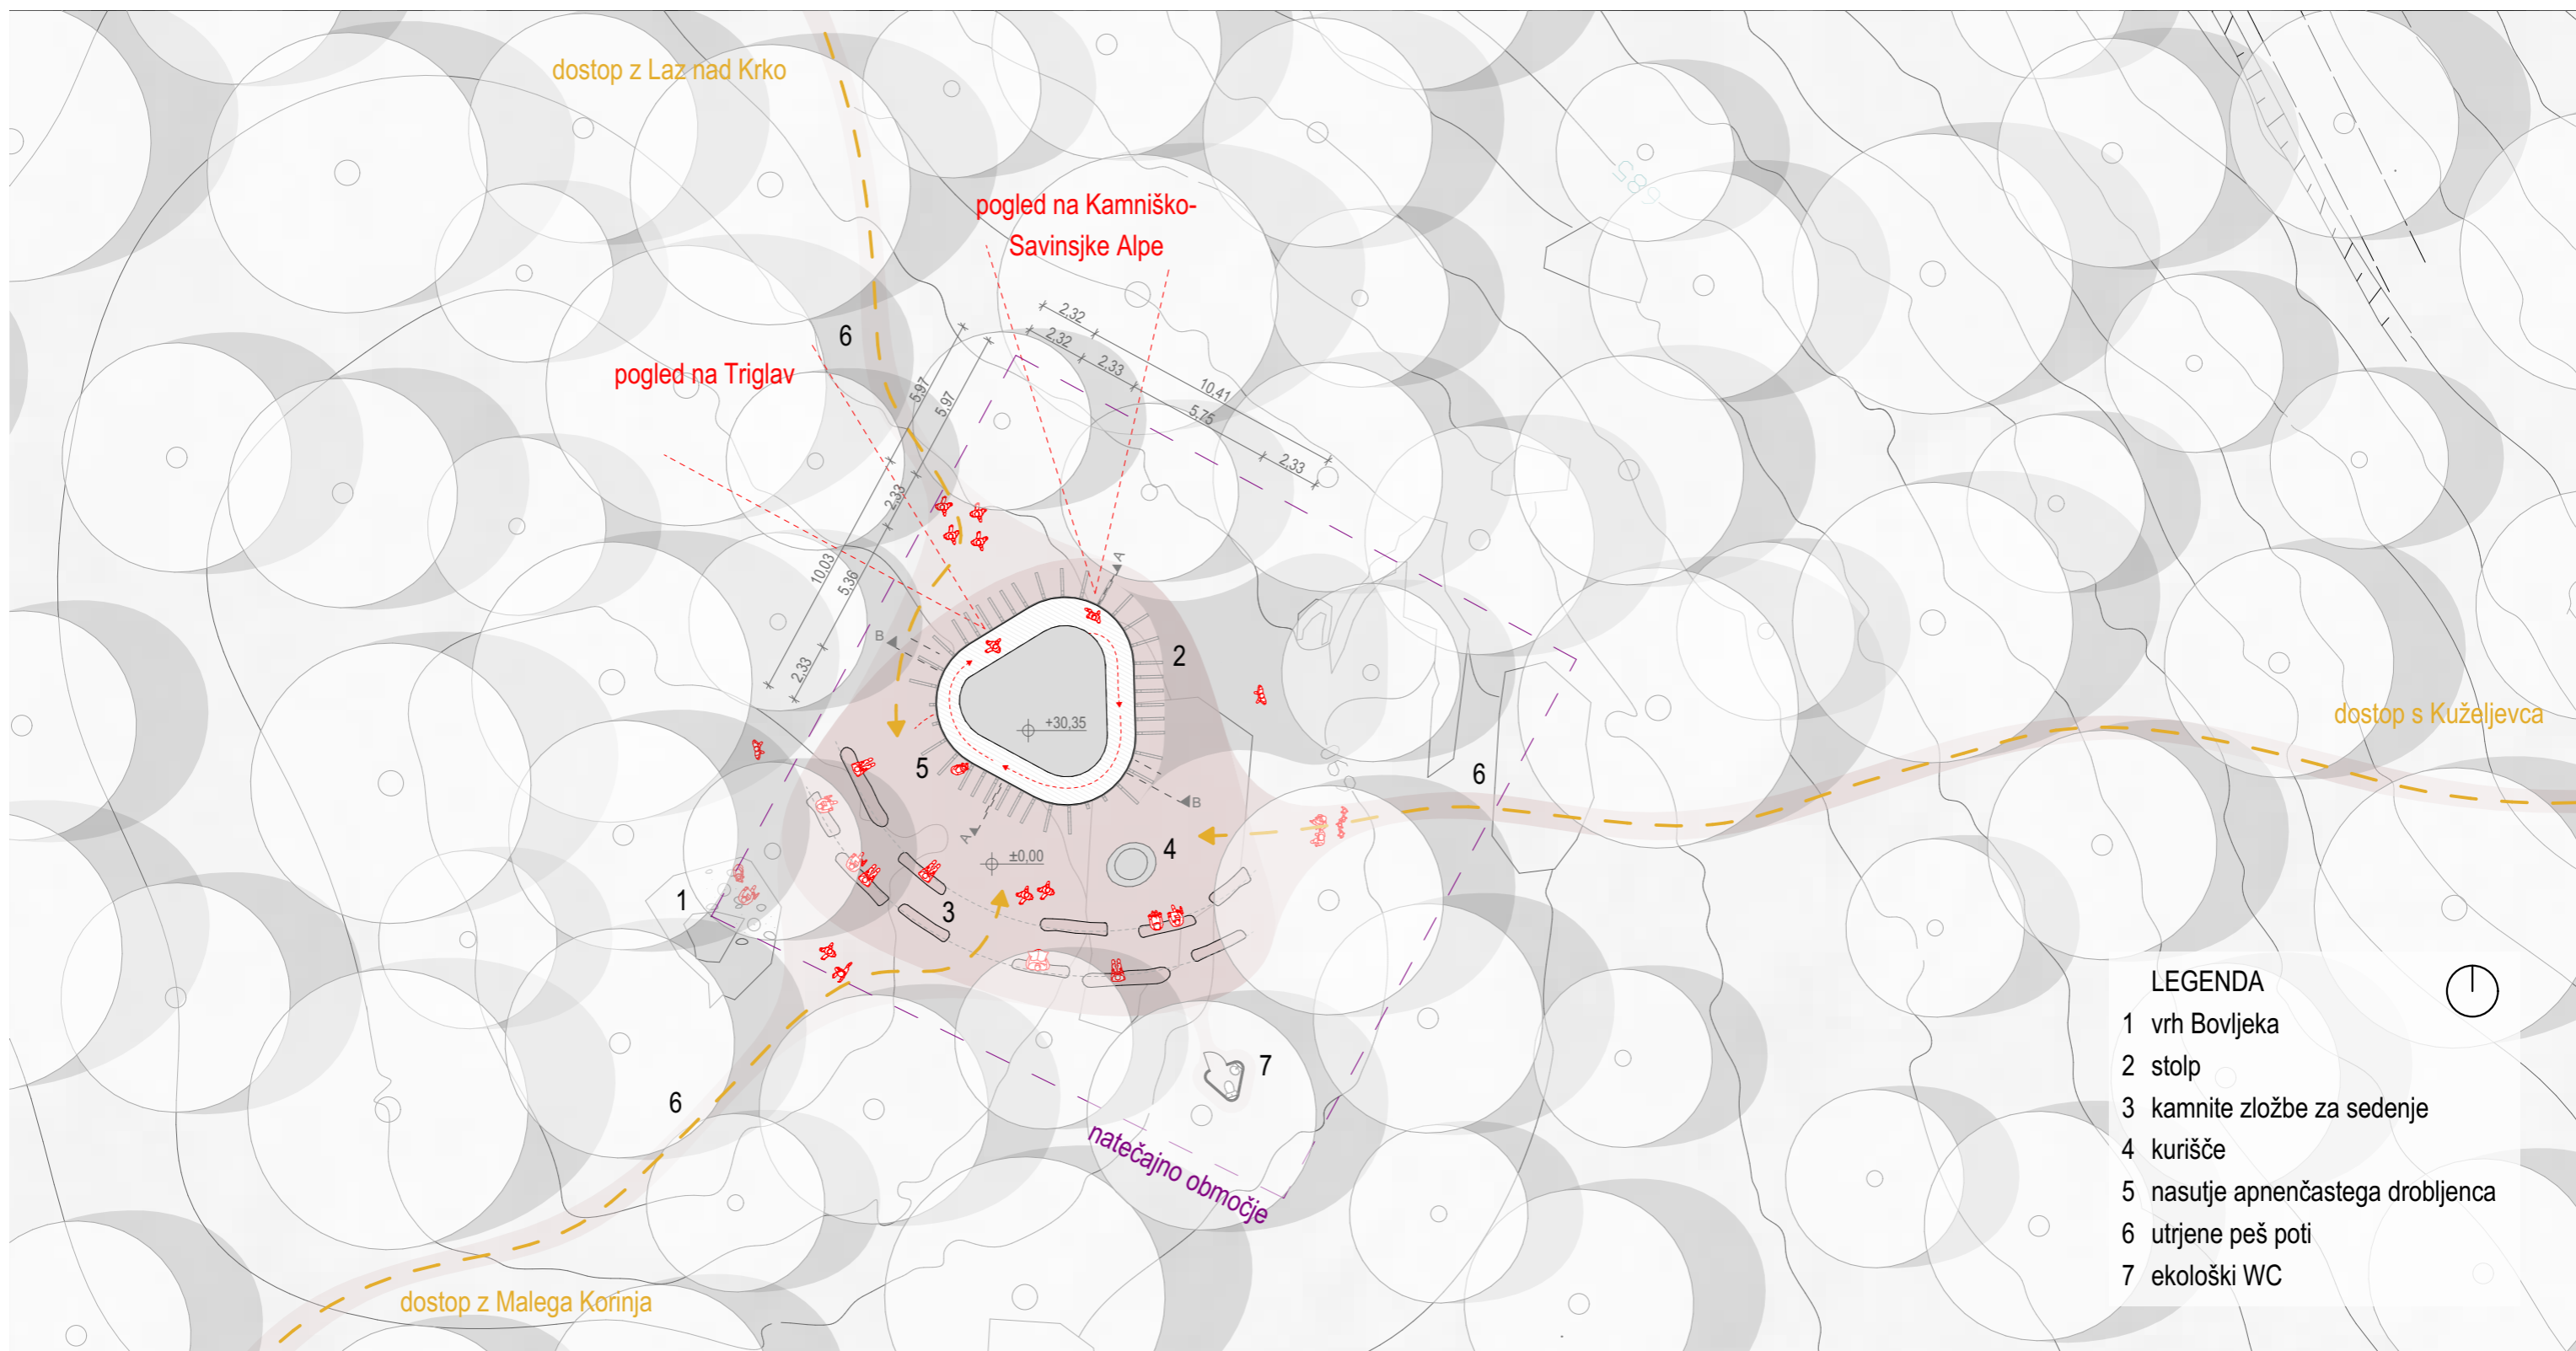 dostop z Laz nad Krko
pogled na Kamniško-
Savinsjke Alpe
585
2,32
2,32
2,33
10,41
5,75
2,33
6
pogled na Triglav
5,97
5,97
2,33
10,03
5,36
2,33
A
B
2
+30,35
5
B
A
6
dostop s Kuželjevca
±0,00
4
1
3
7
6
natečajno območje
dostop z Malega Korinja
LEGENDA
1 vrh Bovljeka
2 stolp
3 kamnite zložbe za sedenje
4 kurišče
5 nasutje apnenčastega drobljenca
6 utrjene peš poti
7 ekološki WC